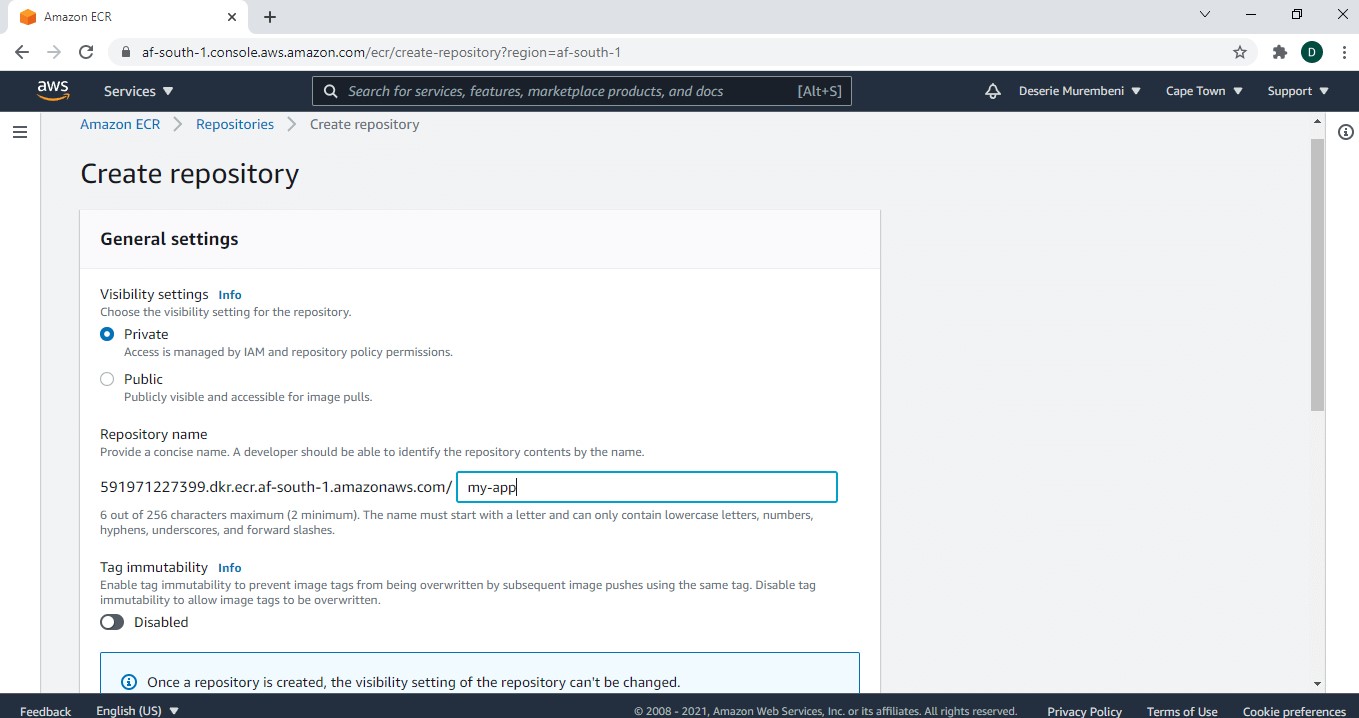 Amazon ECR
af-south-1.console.aws.amazon.com/ecr/create-repository?region=af-south-1
D
aws
Services
Search for services, features, marketplace products, and docs [Alt+S]
Deserie Murembeni
Cape Town
Support
Amazon ECR Repositories Create repository
Create repository
General settings
Visibility settings Info
Choose the visibility setting for the repository.
Private
Access is managed by IAM and repository policy permissions.
Public
Publicly visible and accessible for image pulls.
Repository name
Provide a concise name. A developer should be able to identify the repository contents by the name.
591971227399.dkr.ecr.af-south-1.amazonaws.com/ my-app
6 out of 256 characters maximum (2 minimum). The name must start with a letter and can only contain lowercase letters, numbers,
hyphens, underscores, and forward slashes.
Tag immutability Info
Enable tag immutability to prevent image tags from being overwritten by subsequent image pushes using the same tag. Disable tag
immutability to allow image tags to be overwritten.
Disabled
Once a repository is created, the visibility setting of the repository can't be changed.
Feedback English (US) © 2008 - 2021, Amazon Web Services, Inc. or its affiliates. All rights reserved. Privacy Policy Terms of Use Cookie preferences